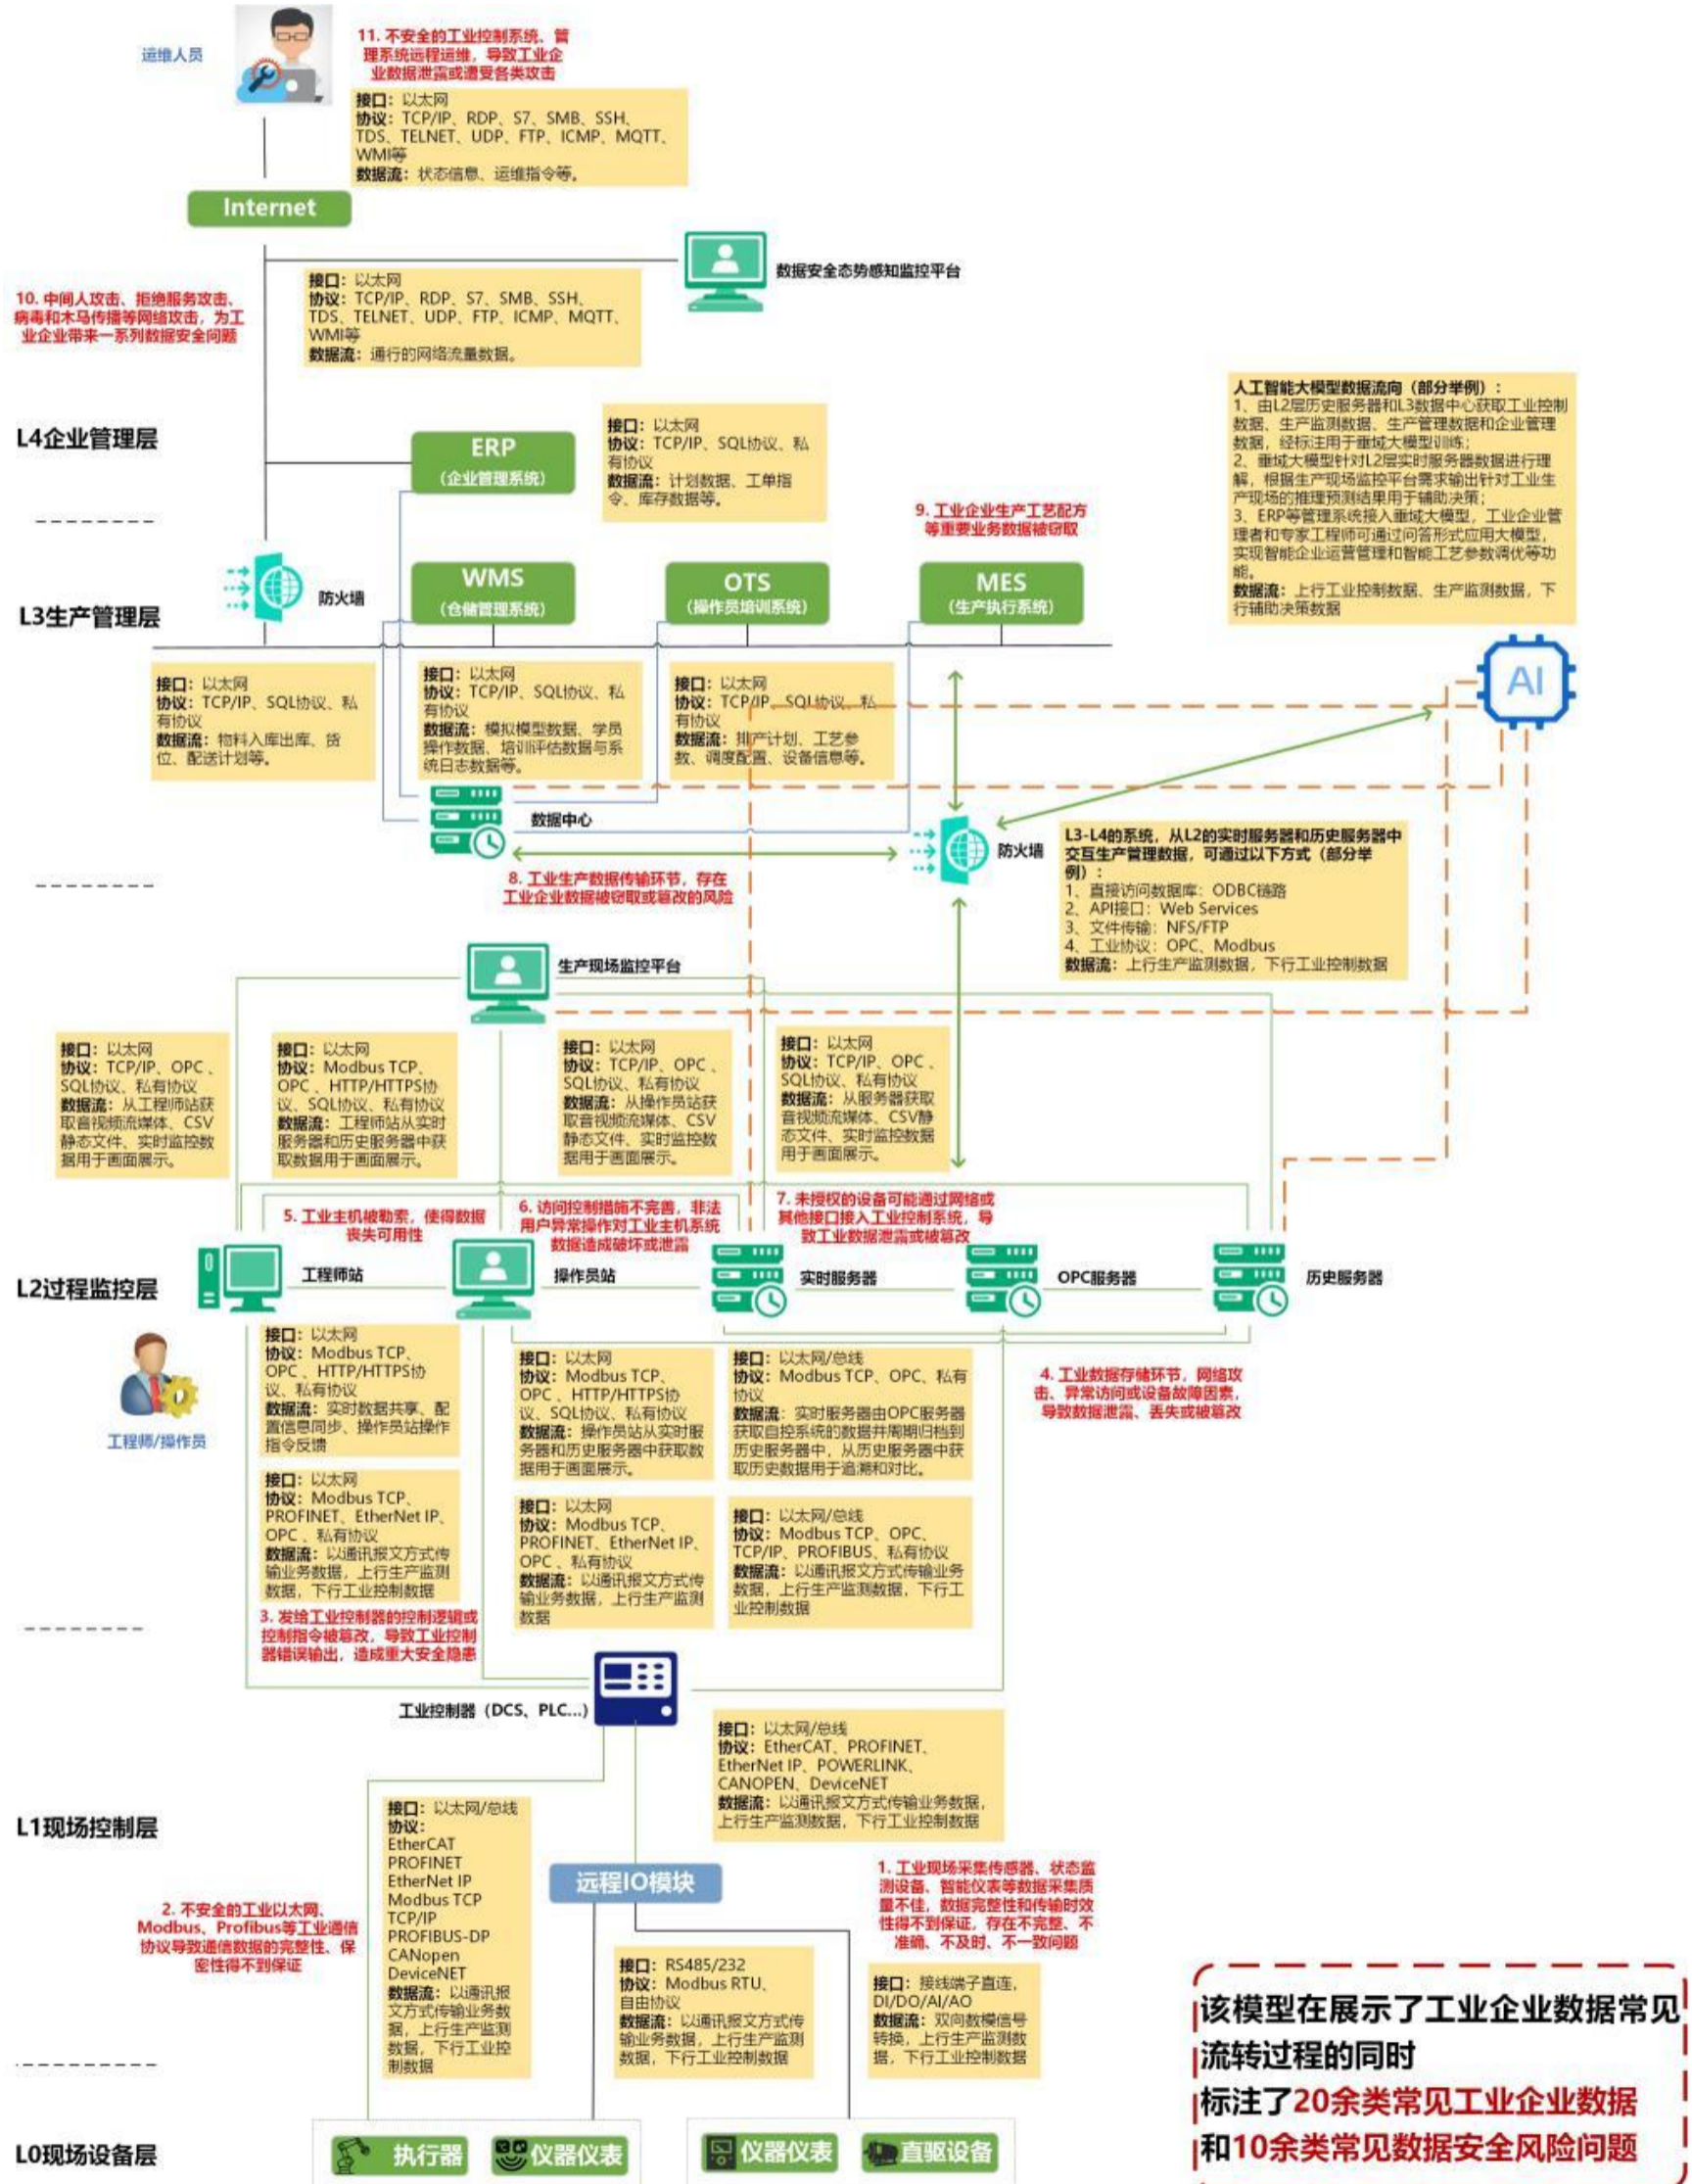 运维人员
11. 不安全的工业控制系统、管
理系统远程运维，导致工业企
业数据泄露或遭受各类攻击
接口：以太网
协议：TCP/IP、RDP、S7、SMB、SSH、
TDS、TELNET、UDP、FTP、ICMP、MQTT、
WMI等
数据流：状态信息、运维指令等。
Internet
数据安全态势感知监控平台
10. 中间人攻击、拒绝服务攻击、
病毒和木马传播等网络攻击，为工
业企业带来一系列数据安全问题
接口：以太网
协议：TCP/IP、RDP、S7、SMB、SSH、
TDS、TELNET、UDP、FTP、ICMP、MQTT、
WMI等
数据流：通行的网络流量数据。
人工智能大模型数据流向（部分举例）：
1、由L2层历史服务器和L3数据中心获取工业控制
数据、生产监测数据、生产管理数据和企业管理
数据，经标注用于垂域大模型训练；
2、垂域大模型针对L2层实时服务器数据进行理
解，根据生产现场监控平台需求输出针对工业生
产现场的推理预测结果用于辅助决策；
3、ERP等管理系统接入垂域大模型，工业企业管
理者和专家工程师可通过问答形式应用大模型，
实现智能企业运营管理和智能工艺参数调优等功
能。
数据流：上行工业控制数据、生产监测数据，下
行辅助决策数据
L4企业管理层
ERP
（企业管理系统）
接口：以太网
协议：TCP/IP、SQL协议、私
有协议
数据流：计划数据、工单指
令、库存数据等。
9. 工业企业生产工艺配方
等重要业务数据被窃取
L3生产管理层
防火墙
WMS
（仓储管理系统）
OTS
（操作员培训系统）
MES
（生产执行系统）
AI
接口：以太网
协议：TCP/IP、SQL协议、私
有协议
数据流：物料入库出库、货
位、配送计划等。
接口：以太网
协议：TCP/IP、SQL协议、私
有协议
数据流：模拟模型数据、学员
操作数据、培训评估数据与系
统日志数据等。
接口：以太网
协议：TCP/IP、SQL协议、私
有协议
数据流：排产计划、工艺参
数、调度配置、设备信息等。
数据中心
防火墙
8. 工业生产数据传输环节，存在
工业企业数据被窃取或篡改的风险
L3-L4的系统，从L2的实时服务器和历史服务器中
交互生产管理数据，可通过以下方式（部分举
例）：
1、直接访问数据库：ODBC链路
2、API接口：Web Services
3、文件传输：NFS/FTP
4、工业协议：OPC、Modbus
数据流：上行生产监测数据，下行工业控制数据
生产现场监控平台
接口：以太网
协议：TCP/IP、OPC、
SQL协议、私有协议
数据流：从工程师站获
取音视频流媒体、CSV
静态文件、实时监控数
据用于画面展示。
接口：以太网
协议：Modbus TCP、
OPC、HTTP/HTTPS协
议、SQL协议、私有协议
数据流：工程师站从实时
服务器和历史服务器中获
取数据用于画面展示。
接口：以太网
协议：TCP/IP、OPC、
SQL协议、私有协议
数据流：从操作员站获
取音视频流媒体、CSV
静态文件、实时监控数
据用于画面展示。
接口：以太网
协议：TCP/IP、OPC、
SQL协议、私有协议
数据流：从服务器获取
音视频流媒体、CSV静
态文件、实时监控数据
用于画面展示。
5. 工业主机被勒索，使得数据
丧失可用性
6. 访问控制措施不完善，非法
用户异常操作对工业主机系统
数据造成破坏或泄露
7. 未授权的设备可能通过网络或
其他接口接入工业控制系统，导
致工业数据泄露或被篡改
L2过程监控层
工程师站
操作员站
实时服务器
OPC服务器
历史服务器
工程师/操作员
接口：以太网
协议：Modbus TCP、
OPC、HTTP/HTTPS协
议、私有协议
数据流：实时数据共享、配
置信息同步、操作员站操作
指令反馈
接口：以太网
协议：Modbus TCP、
OPC、HTTP/HTTPS协
议、SQL协议、私有协议
数据流：操作员站从实时服
务器和历史服务器中获取数
据用于画面展示。
接口：以太网/总线
协议：Modbus TCP、OPC、私有
协议
数据流：实时服务器由OPC服务器
获取自控系统的数据并周期归档到
历史服务器中，从历史服务器中获
取历史数据用于追溯和对比。
4. 工业数据存储环节，网络攻
击、异常访问或设备故障因素，
导致数据泄露、丢失或被篡改
接口：以太网
协议：Modbus TCP、
PROFINET、EtherNet IP、
OPC、私有协议
数据流：以通讯报文方式传
输业务数据，上行生产监测
数据，下行工业控制数据
接口：以太网
协议：Modbus TCP、
PROFINET、EtherNet IP、
OPC、私有协议
数据流：以通讯报文方式传
输业务数据，上行生产监测
数据
接口：以太网/总线
协议：Modbus TCP、OPC、
TCP/IP、PROFIBUS、私有协议
数据流：以通讯报文方式传输业务
数据，上行生产监测数据，下行工
业控制数据
3. 发给工业控制器的控制逻辑或
控制指令被篡改，导致工业控制
器错误输出，造成重大安全隐患
工业控制器（DCS、PLC...）
接口：以太网/总线
协议：EtherCAT、PROFINET、
EtherNet IP、POWERLINK、
CANOPEN、DeviceNET
数据流：以通讯报文方式传输业务数据，
上行生产监测数据，下行工业控制数据
L1现场控制层
接口：以太网/总线
协议：
EtherCAT
PROFINET
EtherNet IP
Modbus TCP
TCP/IP
PROFIBUS-DP
CANopen
DeviceNET
数据流：以通讯报
文方式传输业务数
据，上行生产监测
数据，下行工业控
制数据
远程IO模块
1. 工业现场采集传感器、状态监
测设备、智能仪表等数据采集质
量不佳，数据完整性和传输时效
性得不到保证，存在不完整、不
准确、不及时、不一致问题
2. 不安全的工业以太网、
Modbus、Profibus等工业通信
协议导致通信数据的完整性、保
密性得不到保证
接口：RS485/232
协议：Modbus RTU、
自由协议
数据流：以通讯报文方式传
输业务数据，上行生产监测
数据，下行工业控制数据
接口：接线端子直连，
DI/DO/AI/AO
数据流：双向数模信号
转换，上行生产监测数
据，下行工业控制数据
该模型在展示了工业企业数据常见
流转过程的同时
标注了20余类常见工业企业数据
和10余类常见数据安全风险问题
L0现场设备层
执行器
仪器仪表
仪器仪表
直驱设备